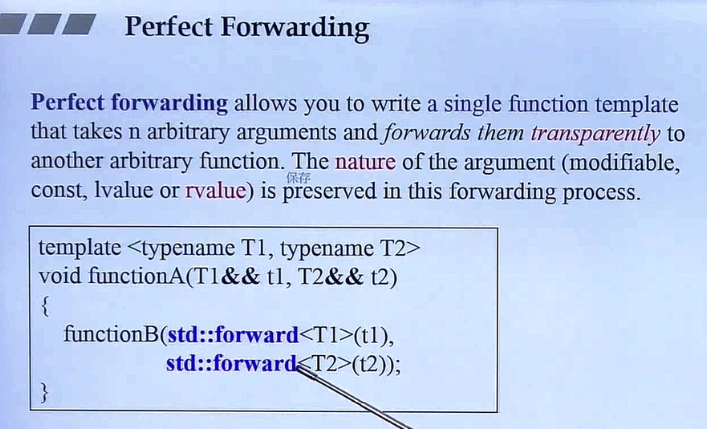 Perfect Forwarding
Perfect forwarding allows you to write a single function template
that takes n arbitrary arguments and forwards them transparently to
another arbitrary function. The nature of the argument (modifiable,
保存
const, lvalue or rvalue) is preserved in this forwarding process.
template <typename T1, typename T2>
void functionA(T1&& t1, T2&& t2)
{
functionB(std::forward<T1>(t1),
std::forward<T2>(t2));
}